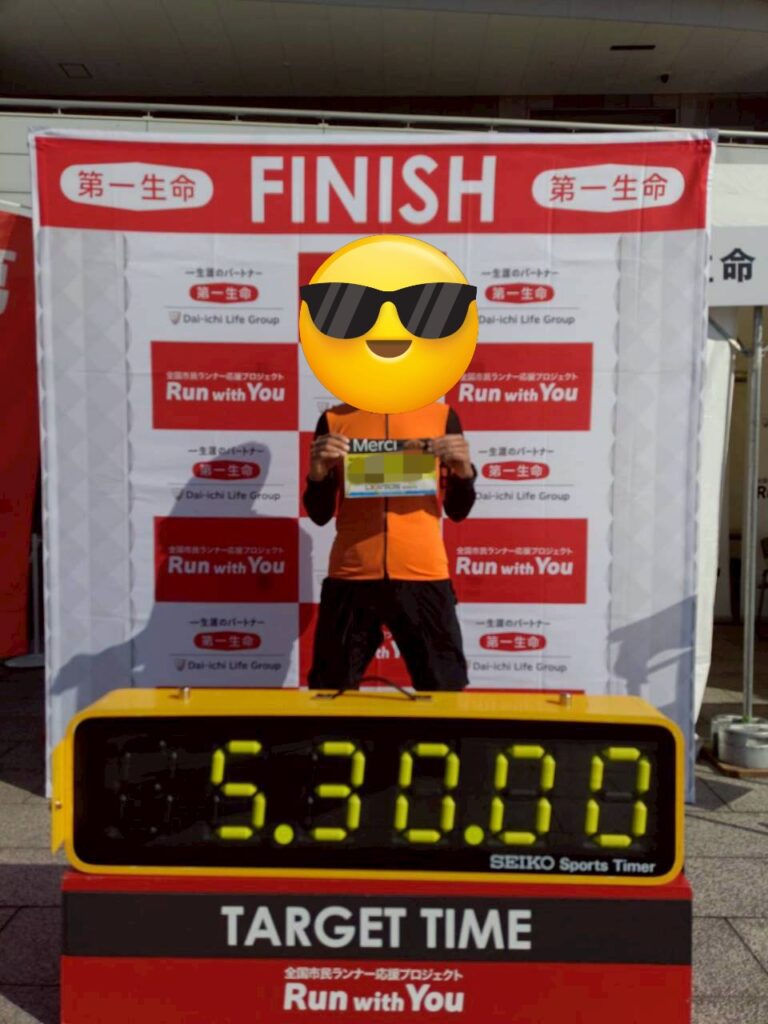 第一生命 FINISH 第一生命
命
一生涯のパートナー 一生涯のパートナー
第一生命 第一生命
Dai-ichi Life Group Dai-ichi Life Group
全国市民ランナー応援プロジェクト 全国市民ランナー応援プロジェクト
Run with You Run with You
Merci
一生涯のパートナー 一生涯のパートナー
第一生命 第一生命
Dai-ichi Life Group Dai-ichi Life Group
全国市民ランナー応援プロジェクト 全国市民ランナー応援プロジェクト
Run with You Run with You
一生涯のパートナー 一生涯のパートナー
第一生命 第一生命
Dai-ichi Life Group Dai-ichi Life Group
5.30.00
SEIKO Sports Timer
TARGET TIME
全国市民ランナー応援プロジェクト
Run with You